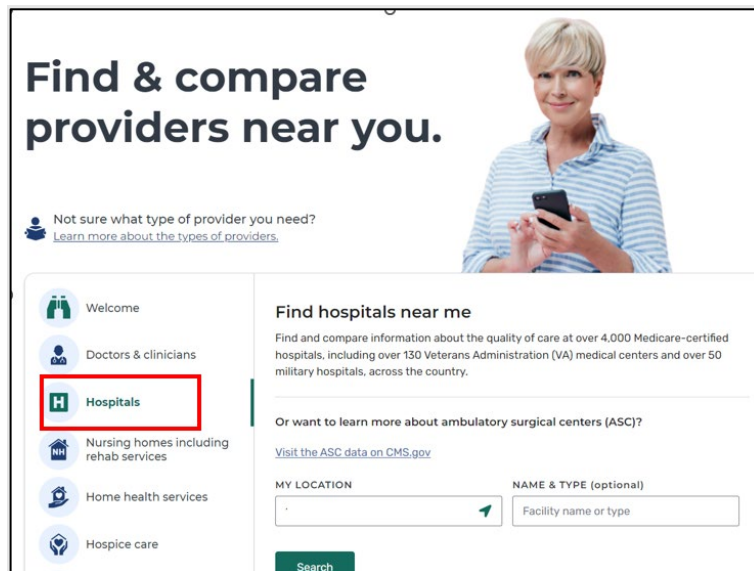 Find & compare
providers near you.
Not sure what type of provider you need?
Learn more about the types of providers.
Welcome
Doctors & clinicians
H
Hospitals
NH
Nursing homes including
rehab services
Home health services
Hospice care
Find hospitals near me
Find and compare information about the quality of care at over 4,000 Medicare-certified
hospitals, including over 130 Veterans Administration (VA) medical centers and over 50
military hospitals, across the country.
Or want to learn more about ambulatory surgical centers (ASC)?
Visit the ASC data on CMS.gov
MY LOCATION
NAME & TYPE (optional)
Facility name or type
Search